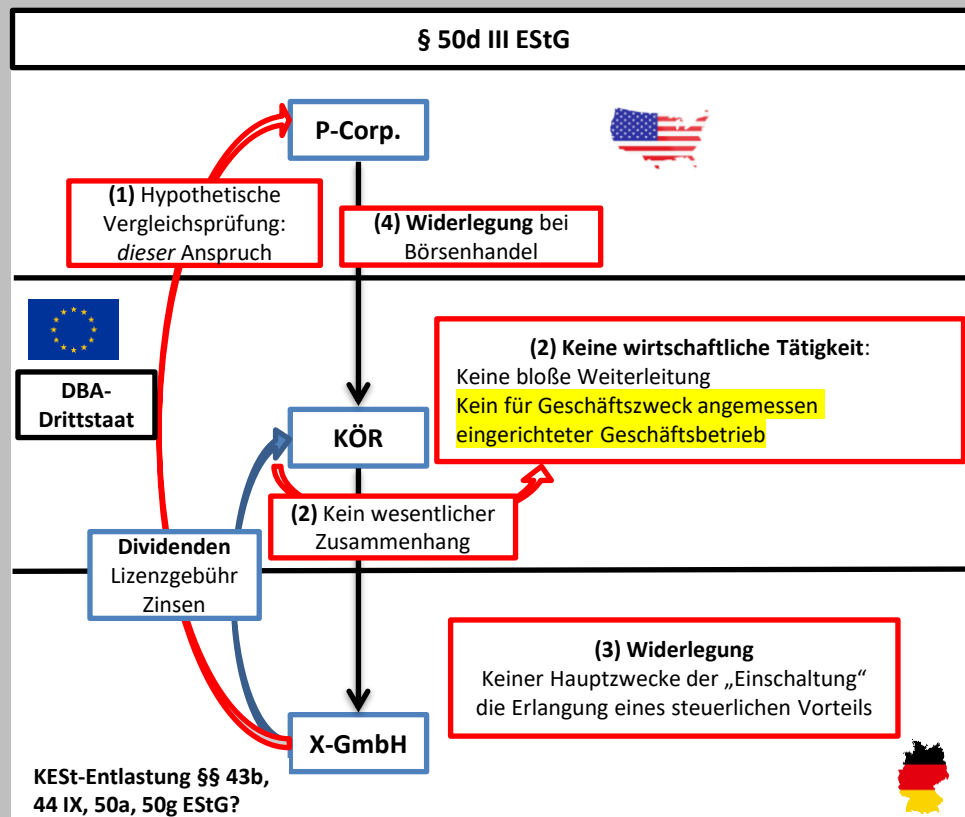 § 50d III EStG
P-Corp.
(1) Hypothetische
Vergleichsprüfung:
dieser Anspruch
(4) Widerlegung bei
Börsenhandel
DBA-
Drittstaat
(2) Keine wirtschaftliche Tätigkeit:
Keine bloße Weiterleitung
Kein für Geschäftszweck angemessen
eingerichteter Geschäftsbetrieb
KÖR
(2) Kein wesentlicher
Zusammenhang
Dividenden
Lizenzgebühr
Zinsen
(3) Widerlegung
Keiner Hauptzwecke der „Einschaltung“
die Erlangung eines steuerlichen Vorteils
X-GmbH
KESt-Entlastung §§ 43b,
44 IX, 50a, 50g EStG?